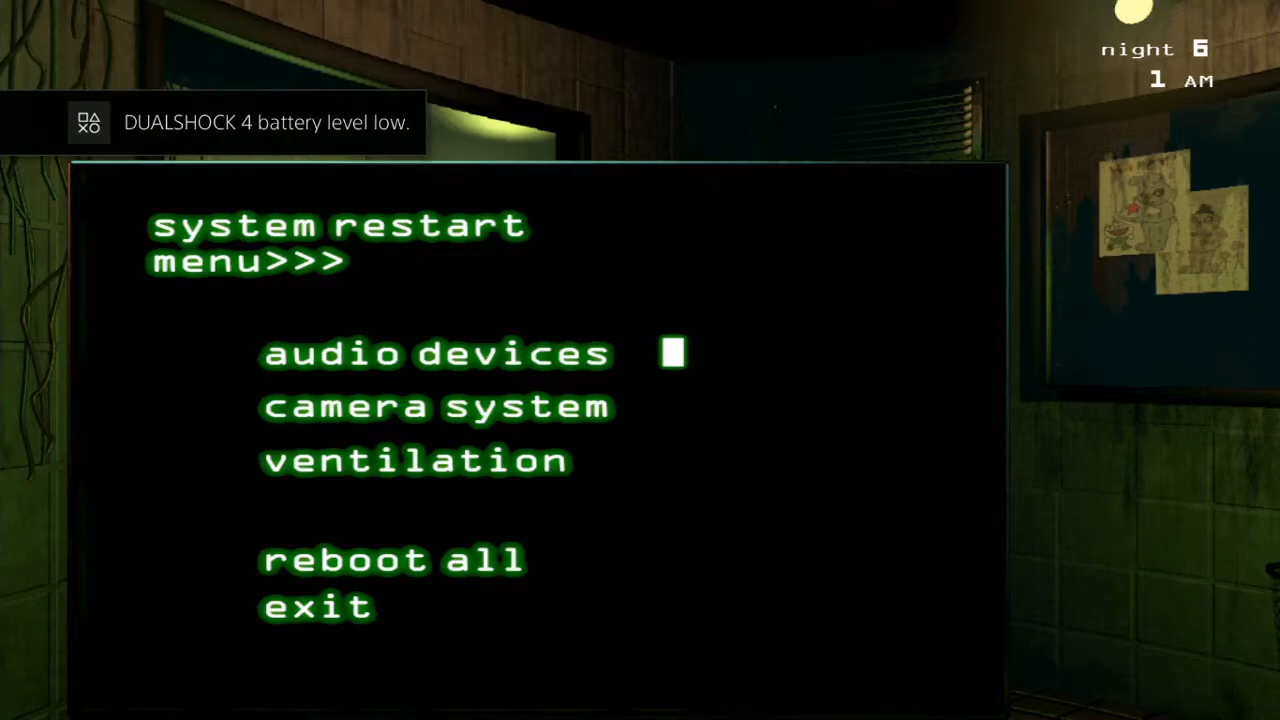 night 6
1 AM
DUALSHOCK 4 battery level low.
system restart
menu>>>
audio devices
camera system
ventilation
reboot all
exit